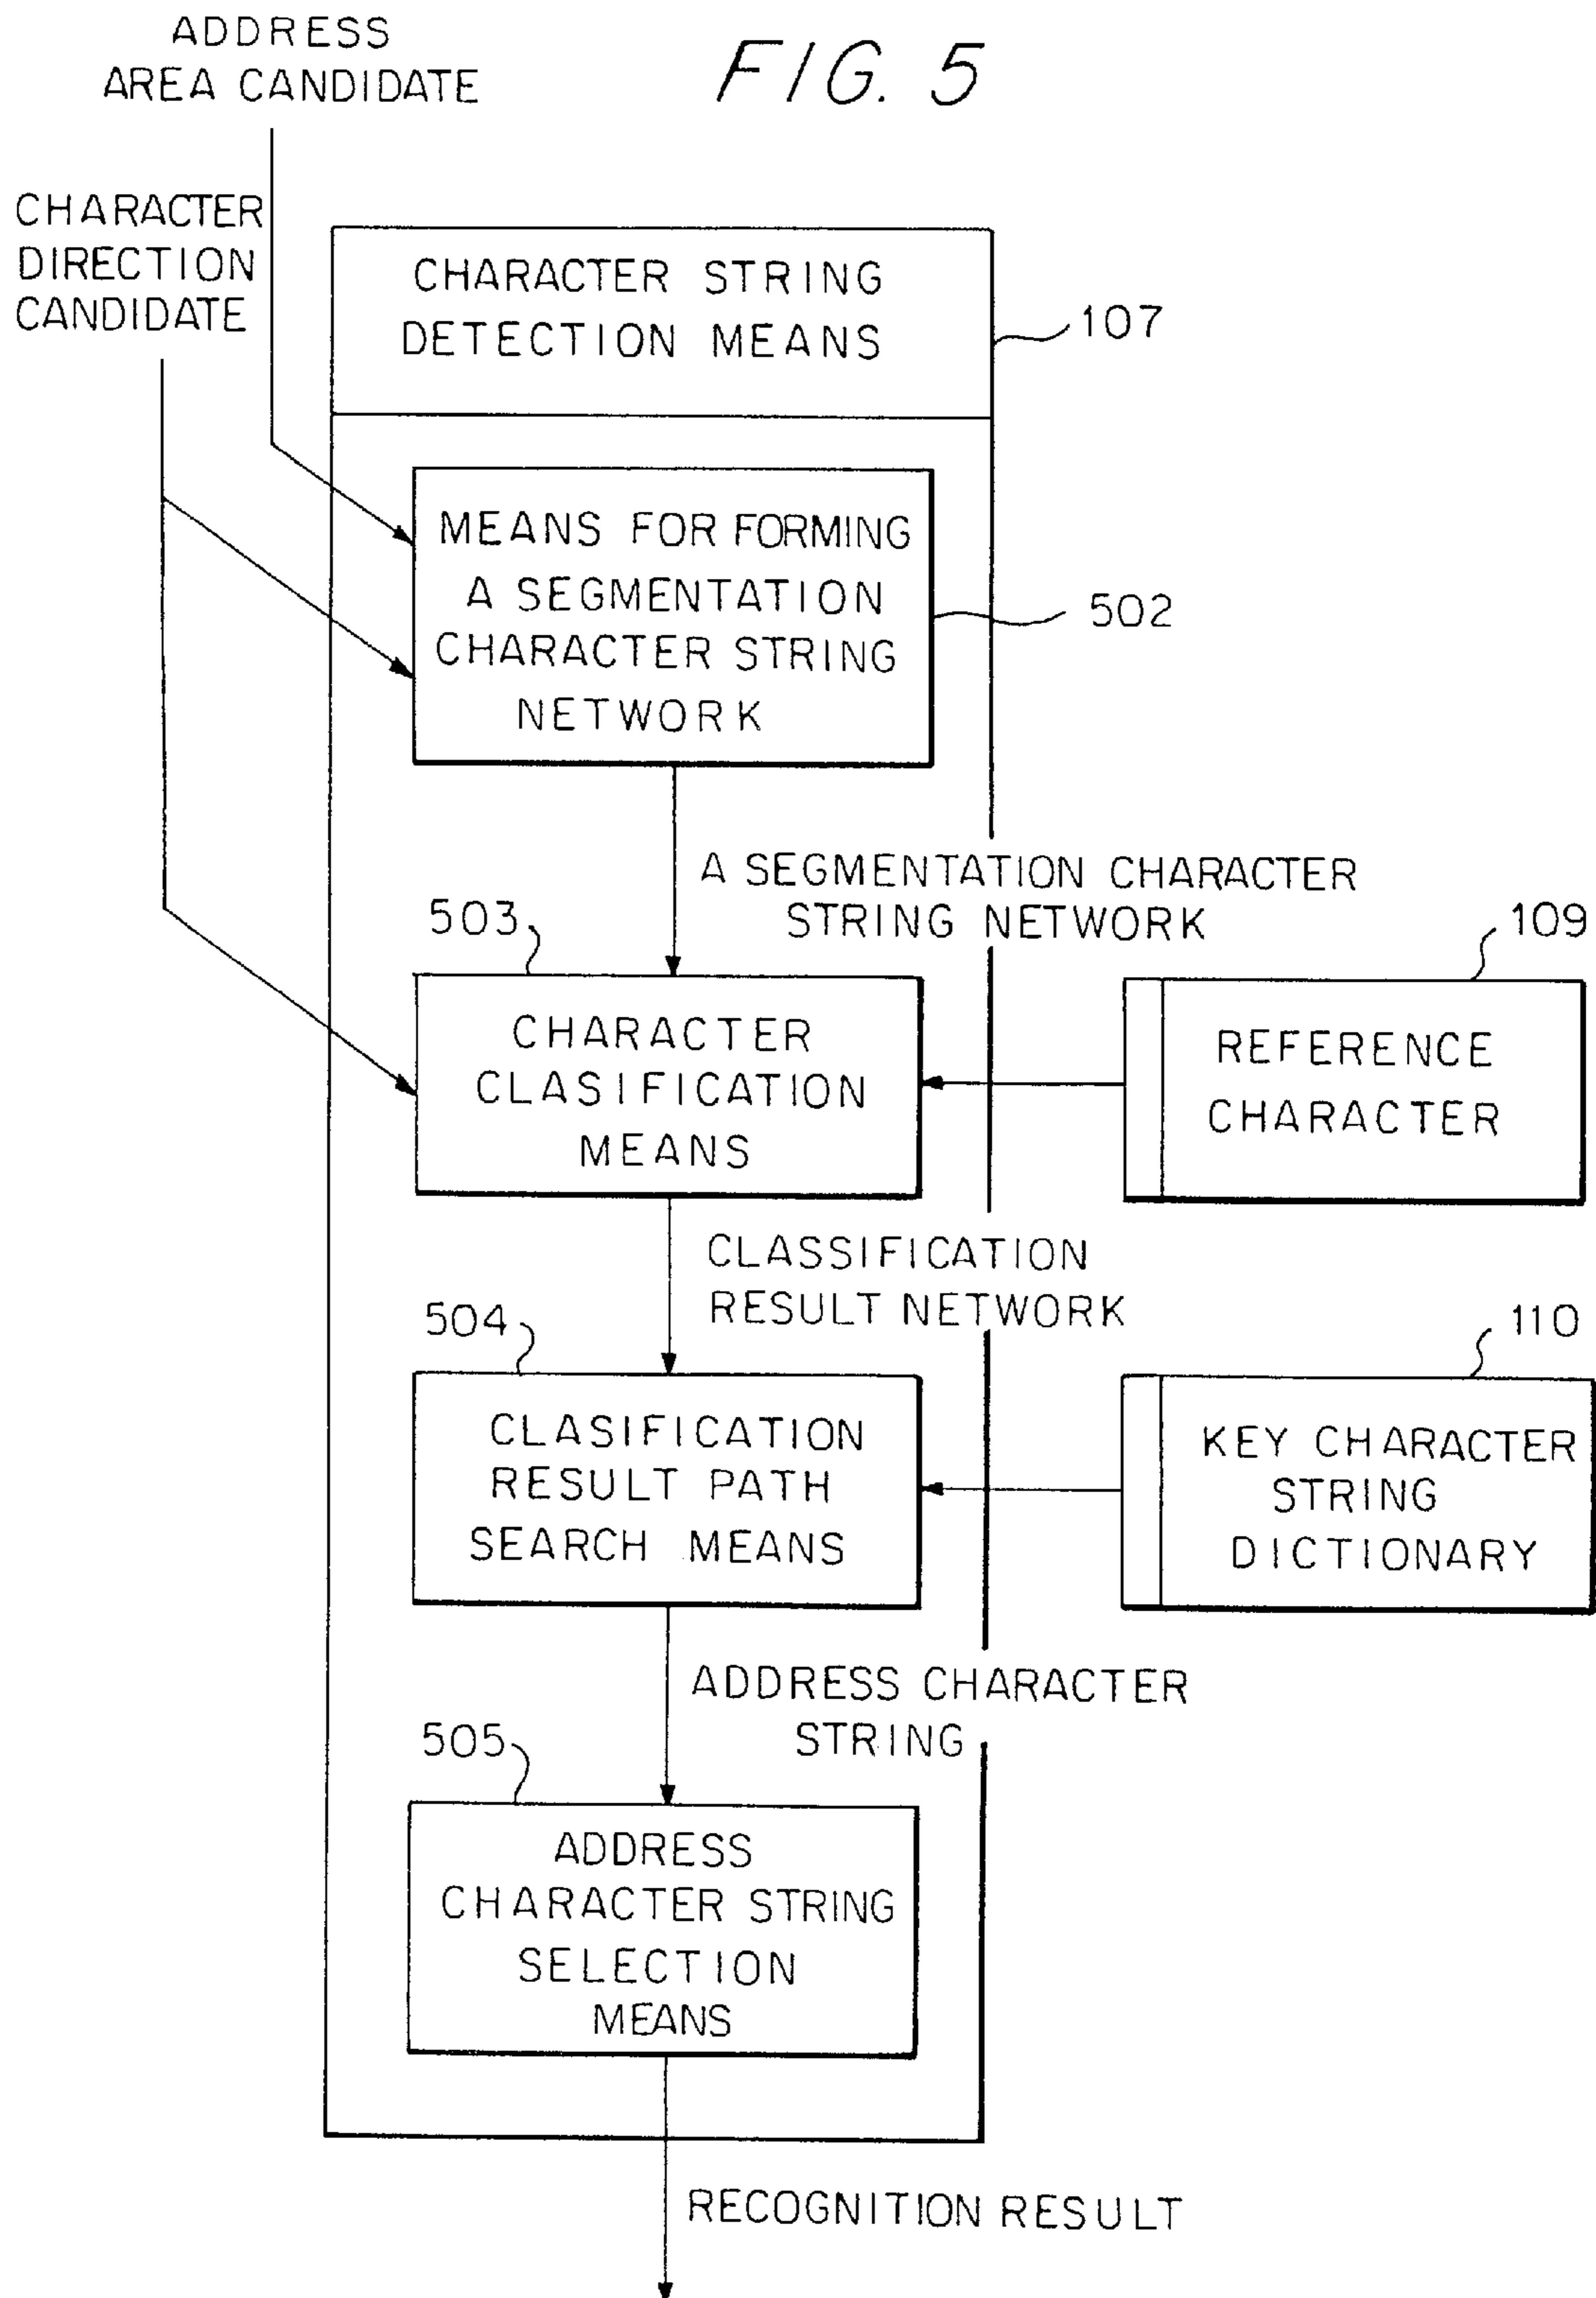 ADDRESS
AREA CANDIDATE
FIG. 5
CHARACTER
DIRECTION
CANDIDATE
CHARACTER STRING
DETECTION MEANS
107
MEANS FOR FORMING
A SEGMENTATION
CHARACTER STRING
NETWORK
502
A SEGMENTATION CHARACTER
STRING NETWORK
503
109
CHARACTER
CLASIFICATION
MEANS
REFERENCE
CHARACTER
CLASSIFICATION
RESULT NETWORK
504
110
CLASIFICATION
RESULT PATH
SEARCH MEANS
KEY CHARACTER
STRING
DICTIONARY
ADDRESS CHARACTER
STRING
505
ADDRESS
CHARACTER STRING
SELECTION
MEANS
RECOGNITION RESULT